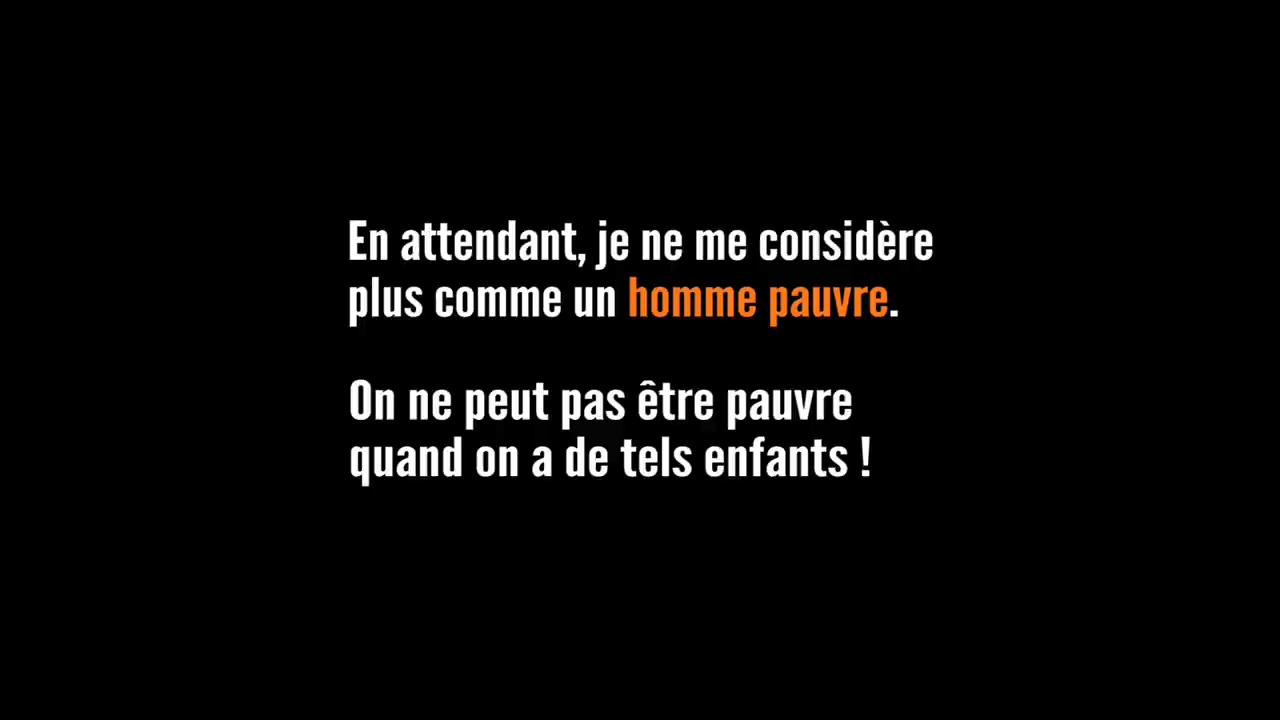 En attendant, je ne me considère
plus comme un homme pauvre.
On ne peut pas être pauvre
quand on a de tels enfants !